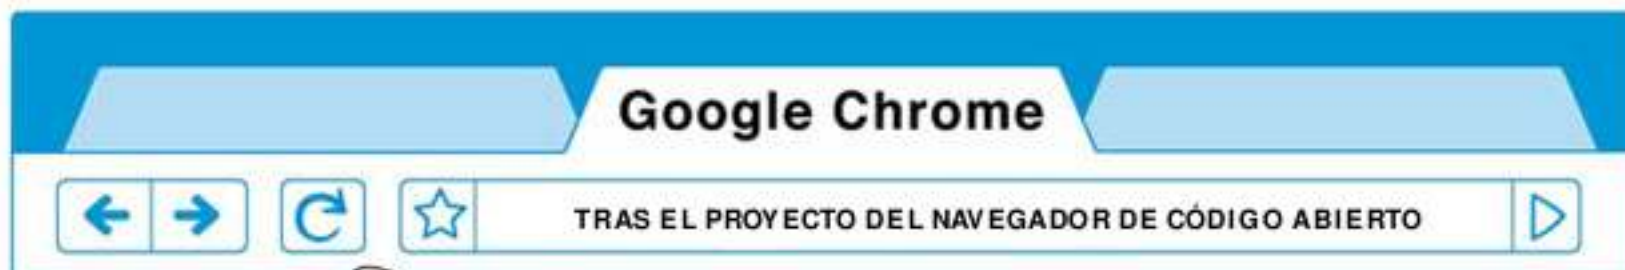 Google Chrome
TRAS EL PROYECTO DEL NAVEGADOR DE CÓDIGO ABIERTO